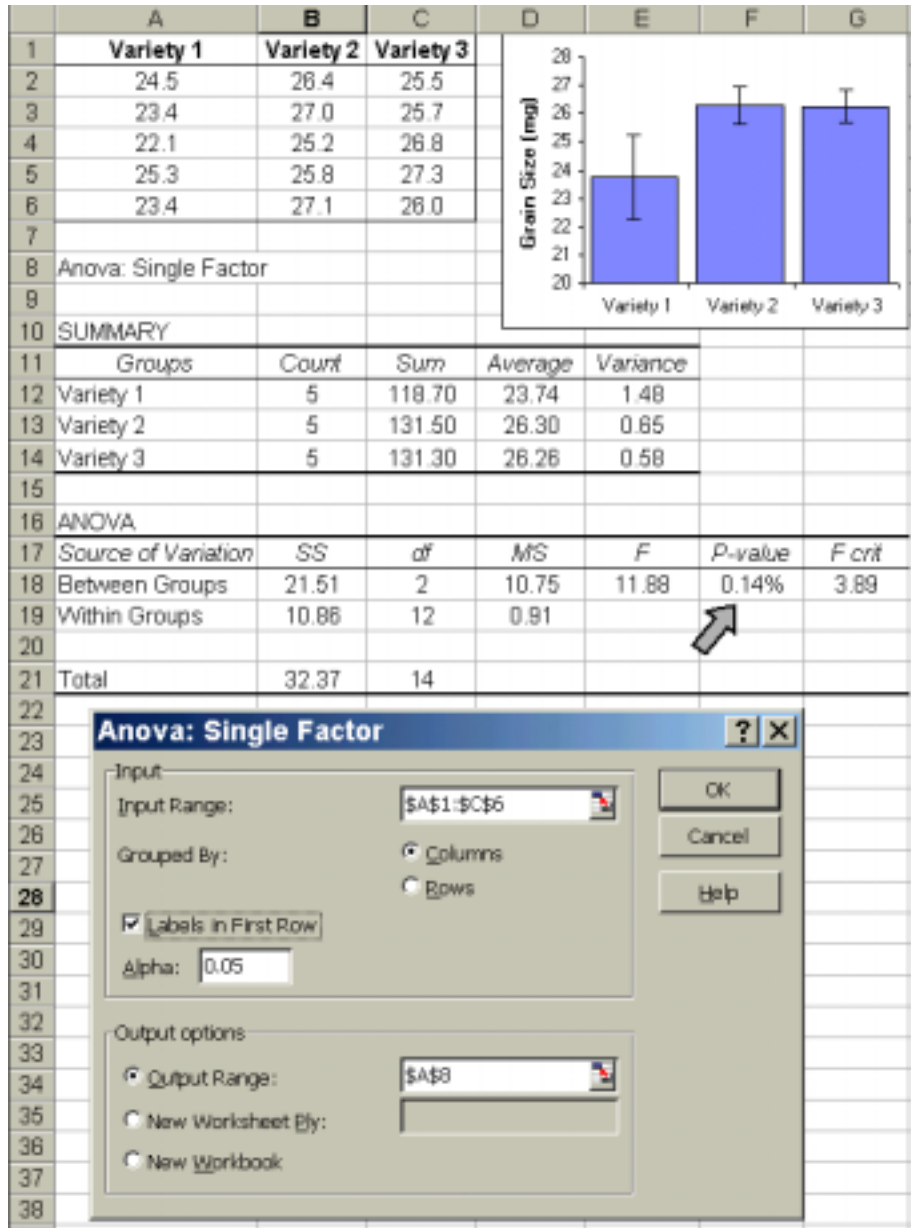 A B C D E F G
1 Variety 1 Variety 2 Variety 3
2 24.5 26.4 25.5
3 23.4 27.0 25.7
4 22.1 25.2 26.8
5 25.3 25.8 27.3
6 23.4 27.1 26.0
7
28
27
26
25
24
23
22
21
20
Grain Size (mg)
Variety 1 Variety 2 Variety 3
8 Anova: Single Factor
9
10 SUMMARY
11 Groups Count Sum Average Variance
12 Variety 1 5 118.70 23.74 1.48
13 Variety 2 5 131.50 26.30 0.65
14 Variety 3 5 131.30 26.26 0.58
15
16 ANOVA
17 Source of Variation SS df MS F P-value F crit
18 Between Groups 21.51 2 10.75 11.88 0.14% 3.89
19 Within Groups 10.86 12 0.91
20
21 Total 32.37 14
22
23
24
25
26
27
28
29
30
31
32
33
34
35
36
37
38
Anova: Single Factor ? X
Input
Input Range: $A$1:$C$6
Grouped By: Columns
Rows
Labels in First Row
Alpha: 0.05
OK
Cancel
Help
Output options
Output Range: $A$8
New Worksheet Ply:
New Workbook